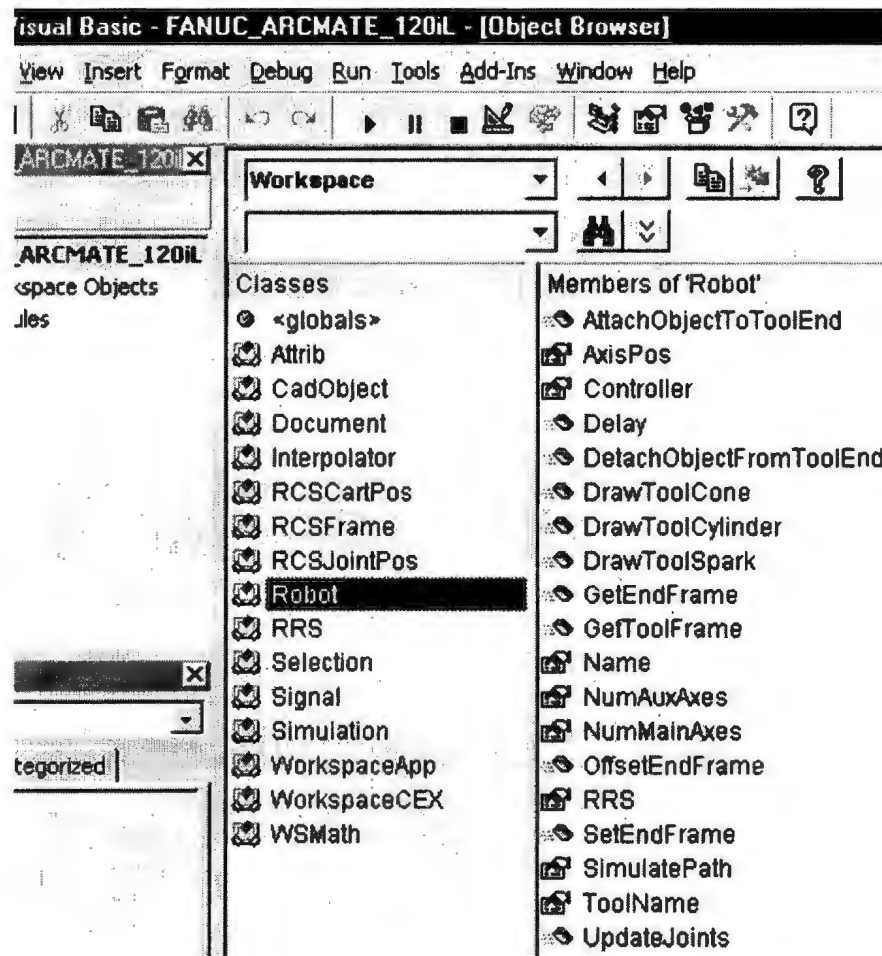 Visual Basic - FANUC_ARCMATE_120iL - [Object Browser]
View Insert Format Debug Run Tools Add-Ins Window Help
ARCMATE_120iL
Workspace
_ARCMATE_120iL
kspace Objects
ules
Classes
<globals>
Attrib
CadObject
Document
Interpolator
RCSCartPos
RCSFrame
RCSJointPos
Robot
RRS
Selection
Signal
Simulation
WorkspaceApp
WorkspaceCEX
WSMath
Members of 'Robot'
AttachObjectToToolEnd
AxisPos
Controller
Delay
DetachObjectFromToolEnd
DrawToolCone
DrawToolCylinder
DrawToolSpark
GetEndFrame
GetToolFrame
Name
NumAuxAxes
NumMainAxes
OffsetEndFrame
RRS
SetEndFrame
SimulatePath
ToolName
UpdateJoints
tegorized